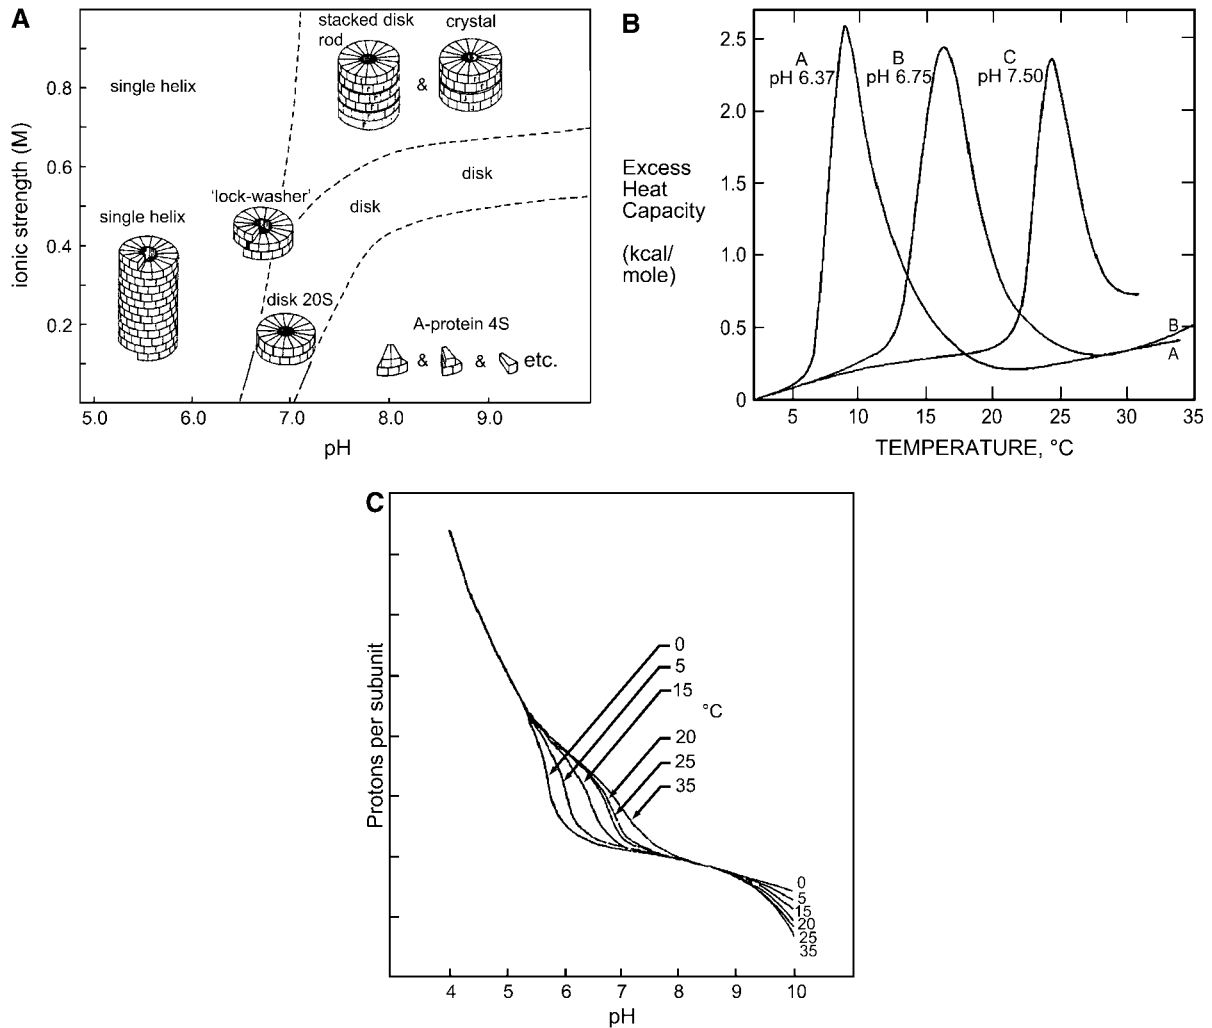 A
stacked disk
rod
crystal
single helix
&
disk
'lock-washer'
disk
single helix
disk 20S
A-protein 4S
& & etc.
0.8
0.6
0.4
0.2
ionic strength (M)
5.0 6.0 7.0 8.0 9.0
pH
B
2.5
2.0
1.5
1.0
0.5
0
A
pH 6.37
B
pH 6.75
C
pH 7.50
Excess
Heat
Capacity
(kcal/
mole)
B
A
5 10 15 20 25 30 35
TEMPERATURE, °C
C
Protons per subunit
0
5
15
°C
20
25
35
0
5
15
20
25
35
4 5 6 7 8 9 10
pH